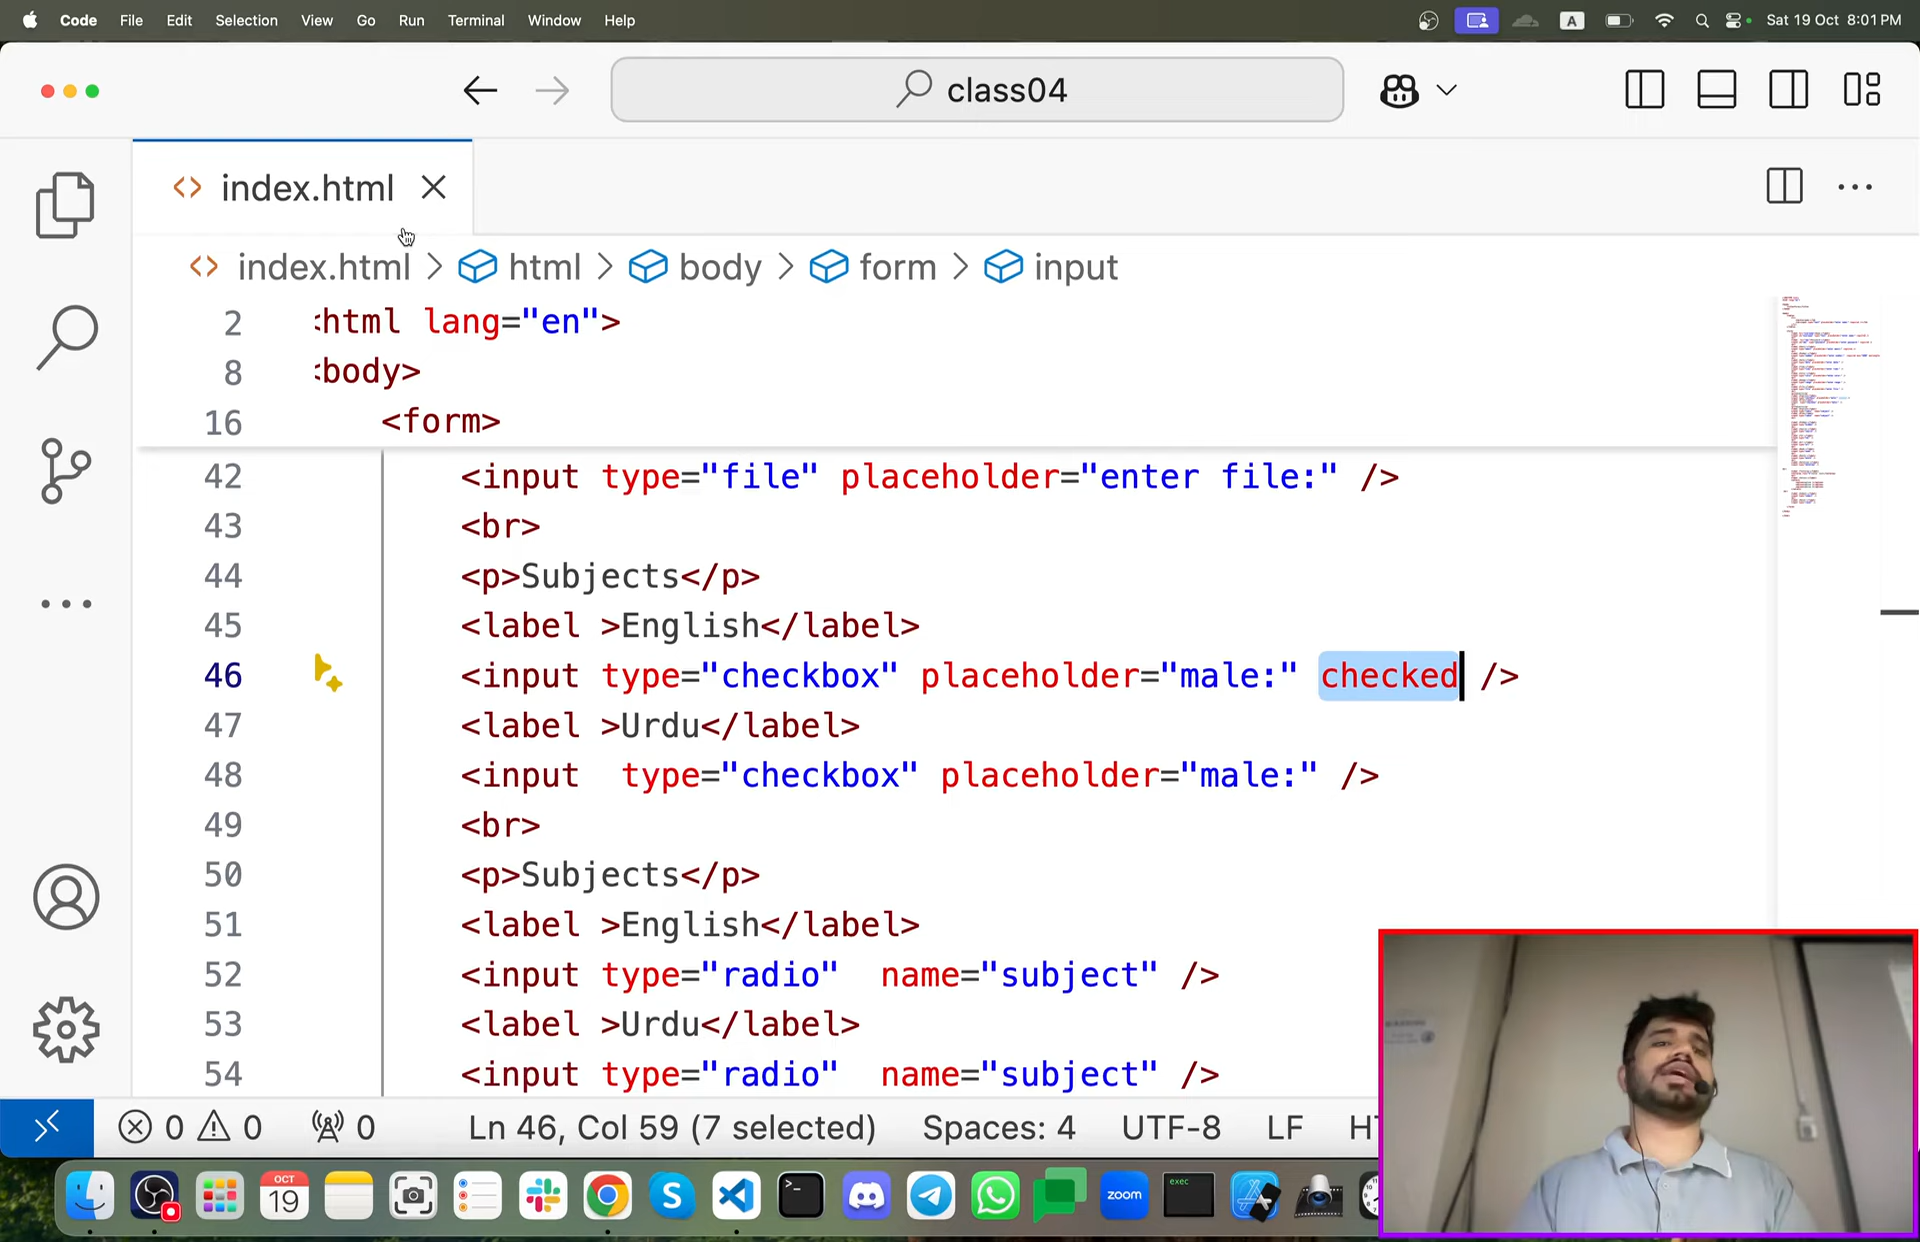 Code File Edit Selection View Go Run Terminal Window Help A Sat 19 Oct 8:01 PM
class04
index.html
index.html > html > body > form > input
2 <html lang="en">
8 <body>
16 <form>
42 <input type="file" placeholder="enter file:" />
43 <br>
44 <p>Subjects</p>
45 <label >English</label>
46 <input type="checkbox" placeholder="male:" checked />
47 <label >Urdu</label>
48 <input  type="checkbox" placeholder="male:" />
49 <br>
50 <p>Subjects</p>
51 <label >English</label>
52 <input type="radio"  name="subject" />
53 <label >Urdu</label>
54 <input type="radio"  name="subject" />
0 0 0 Ln 46, Col 59 (7 selected) Spaces: 4 UTF-8 LF
OCT
19
zoom
exec